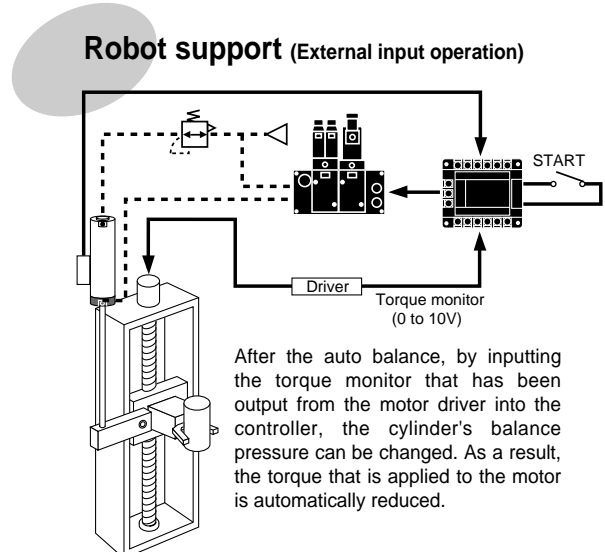 Robot support (External input operation)
START
Driver
Torque monitor
(0 to 10V)
After the auto balance, by inputting
the torque monitor that has been
output from the motor driver into the
controller, the cylinder's balance
pressure can be changed. As a result,
the torque that is applied to the motor
is automatically reduced.